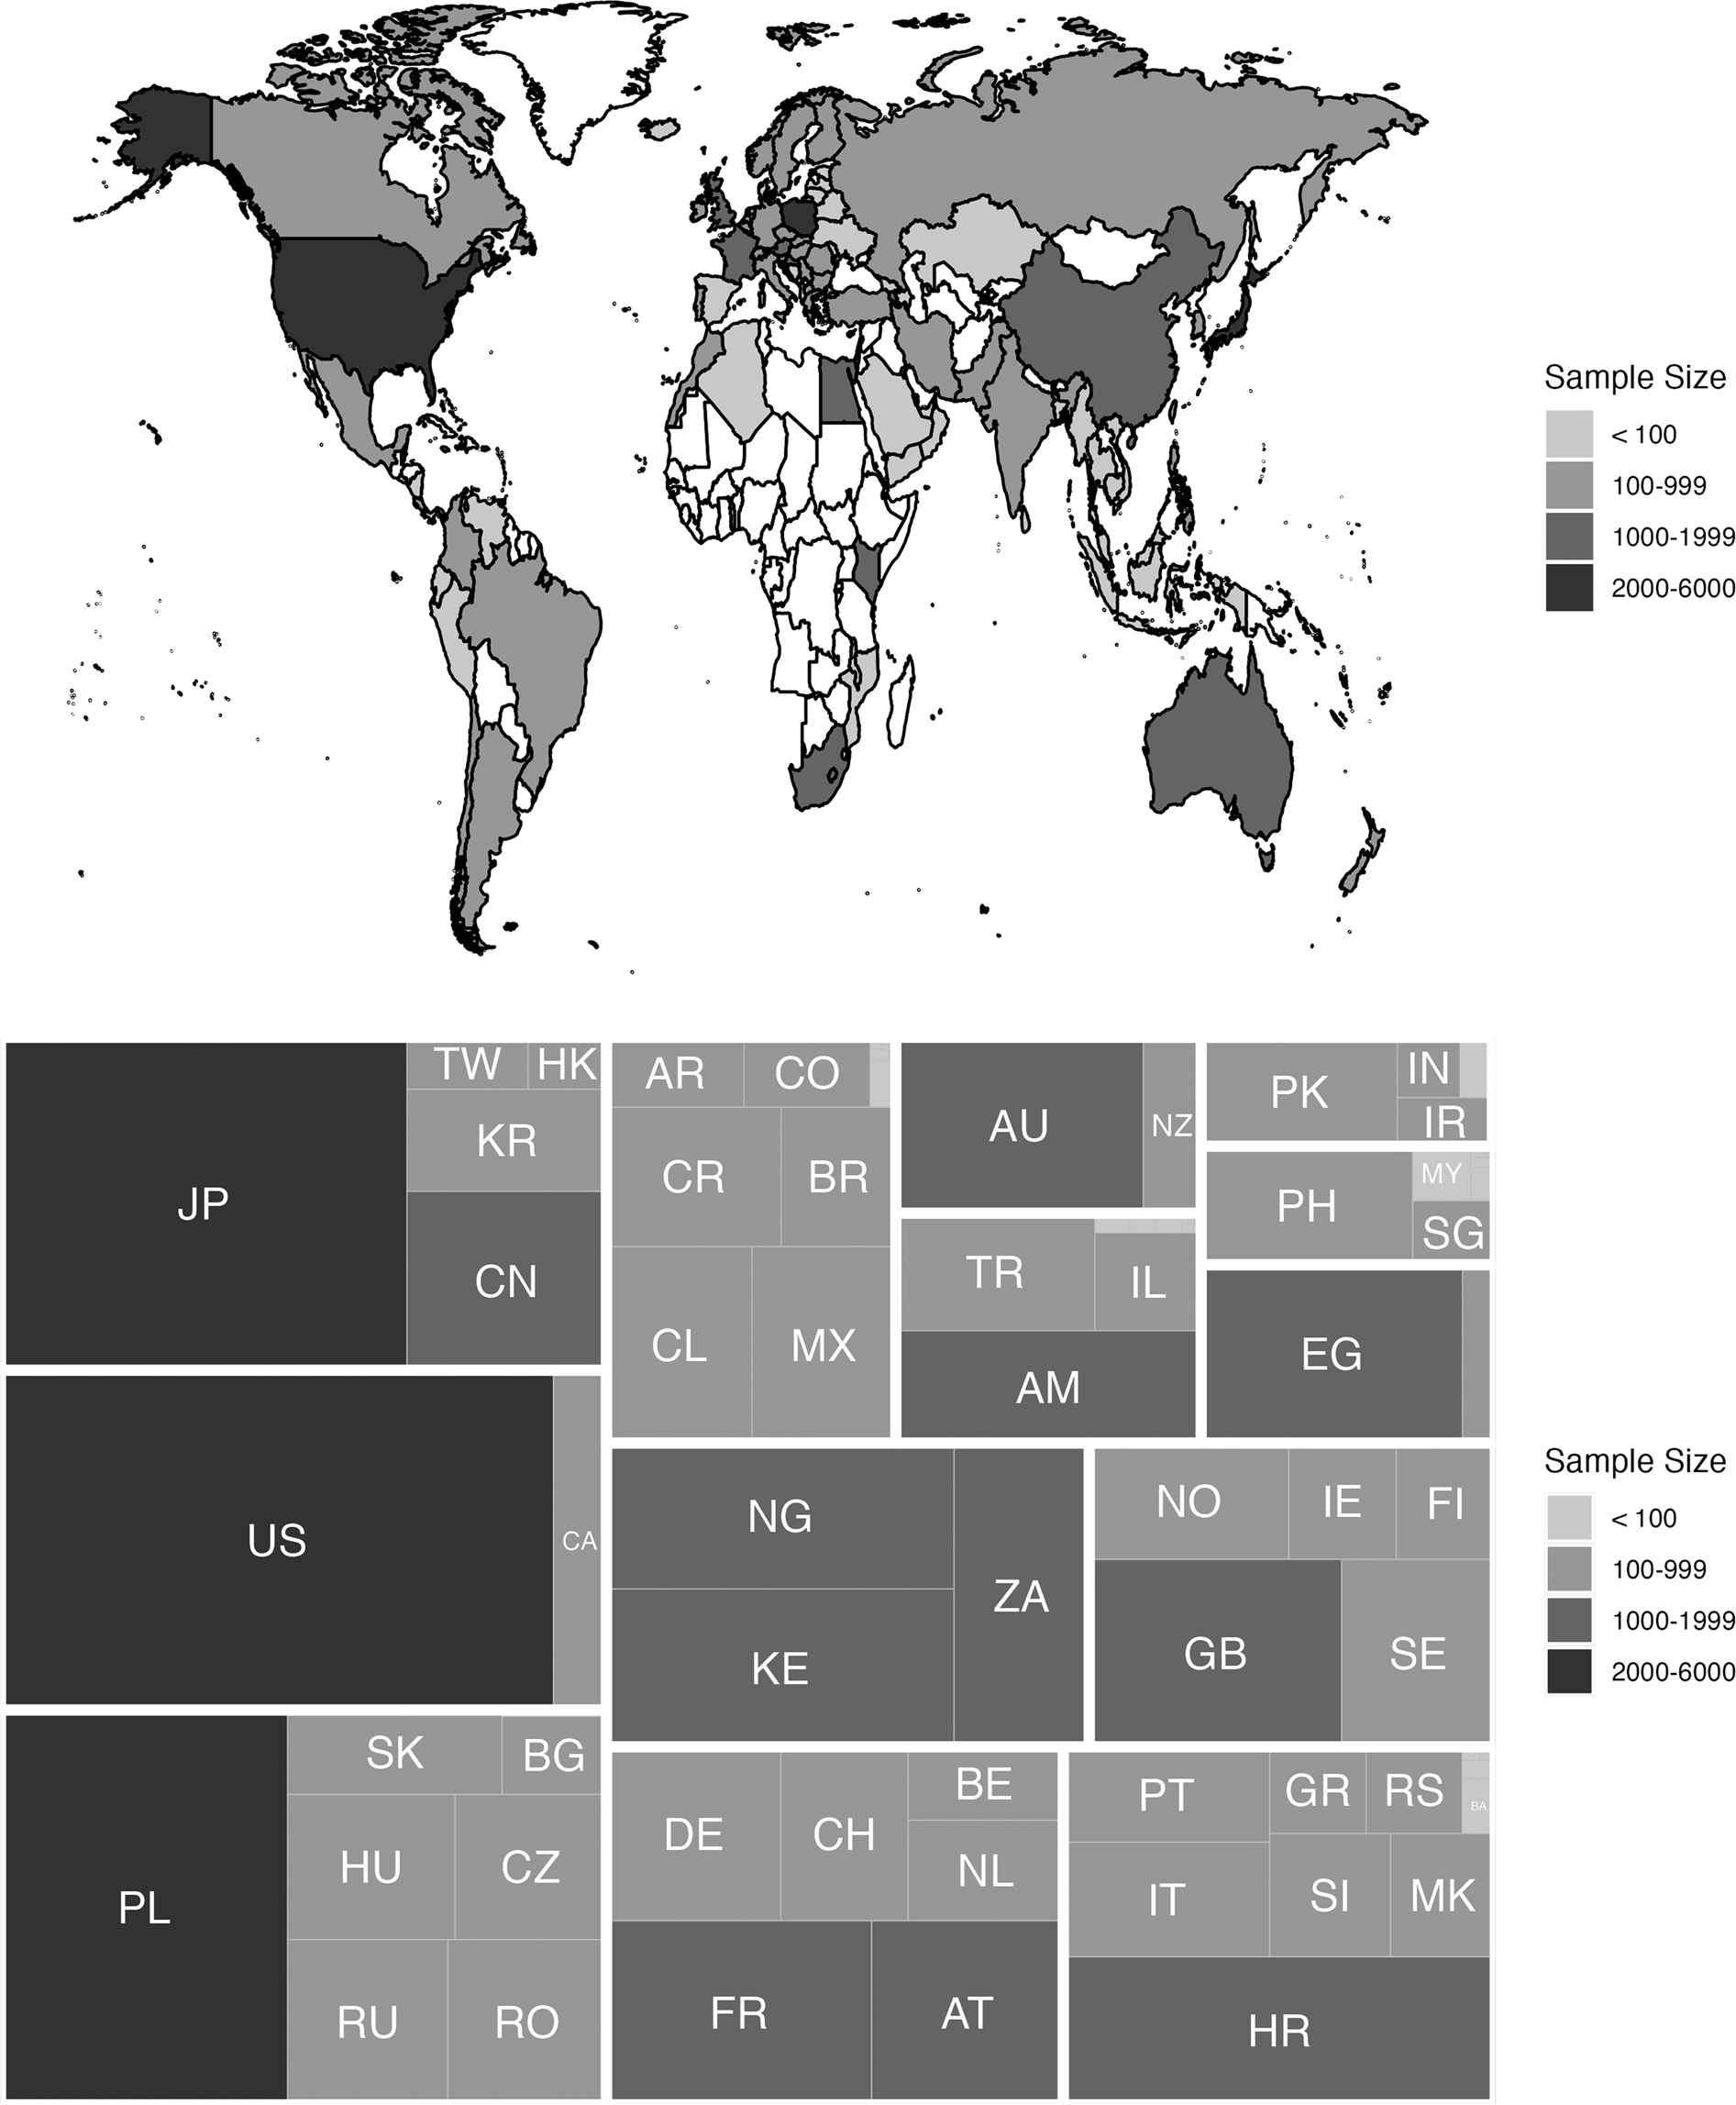 Sample Size
< 100
100-999
1000-1999
2000-6000
JP
TW
HK
KR
CN
US
CA
PL
SK
BG
HU
CZ
RU
RO
AR
CO
CR
BR
CL
MX
AU
NZ
TR
IL
AM
PK
IN
IR
PH
MY
SG
EG
NG
KE
ZA
NO
IE
FI
GB
SE
DE
CH
BE
NL
FR
AT
PT
GR
RS
BA
IT
SI
MK
HR
Sample Size
< 100
100-999
1000-1999
2000-6000